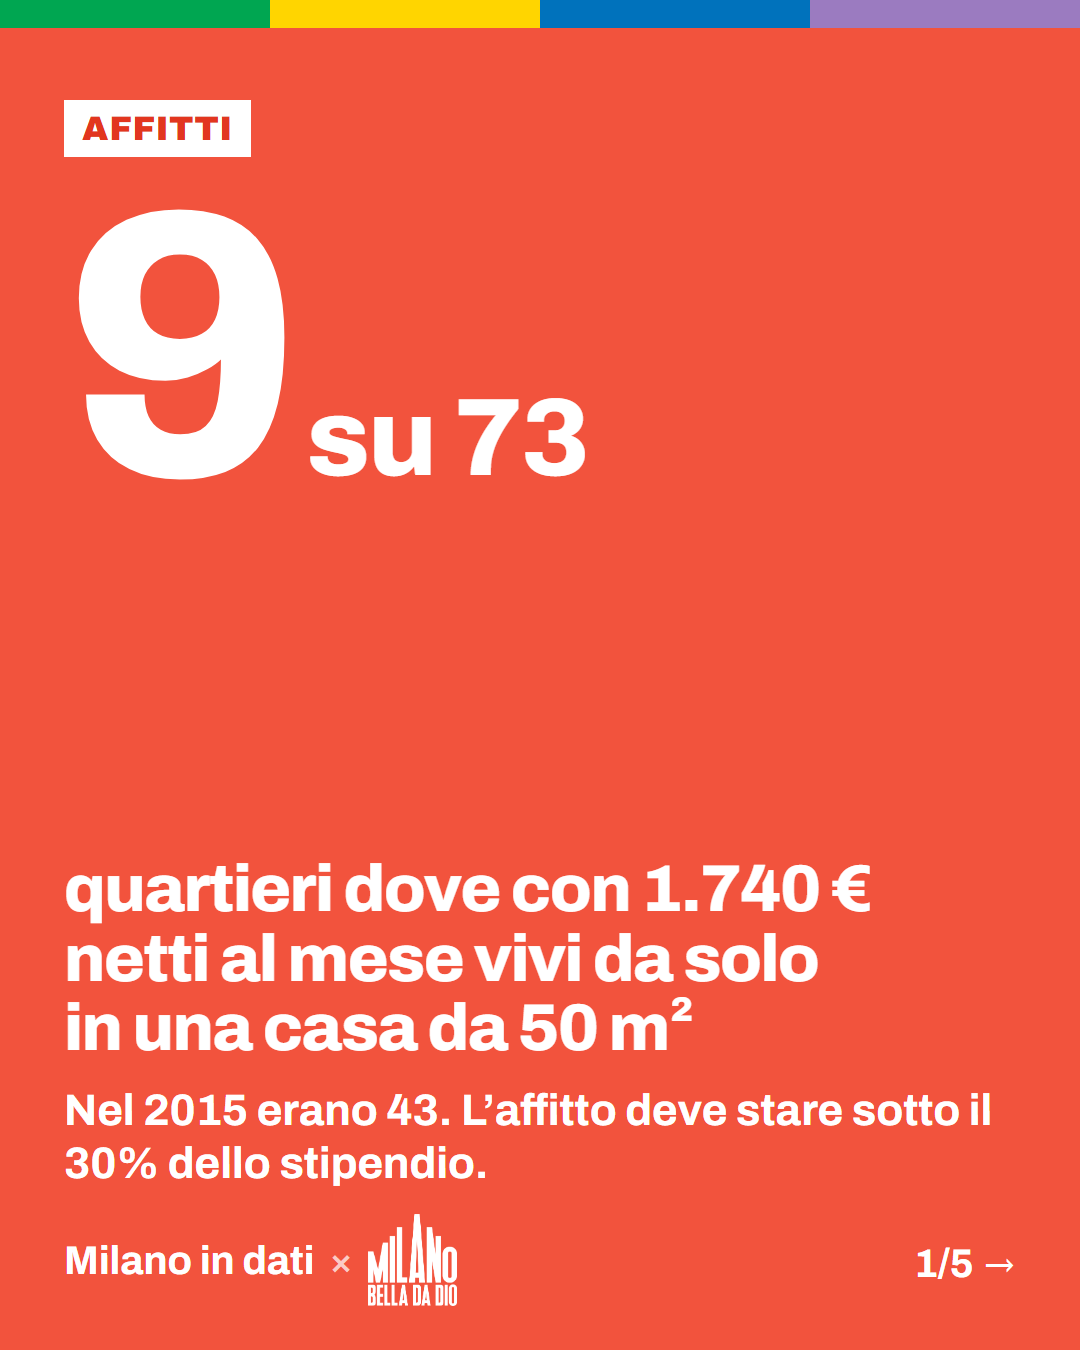 AFFITTI
9 su 73
quartieri dove con 1.740 €
netti al mese vivi da solo
in una casa da 50 m²
Nel 2015 erano 43. L’affitto deve stare sotto il
30% dello stipendio.
Milano in dati × MILANO
BELLA DA DIO
1/5 →